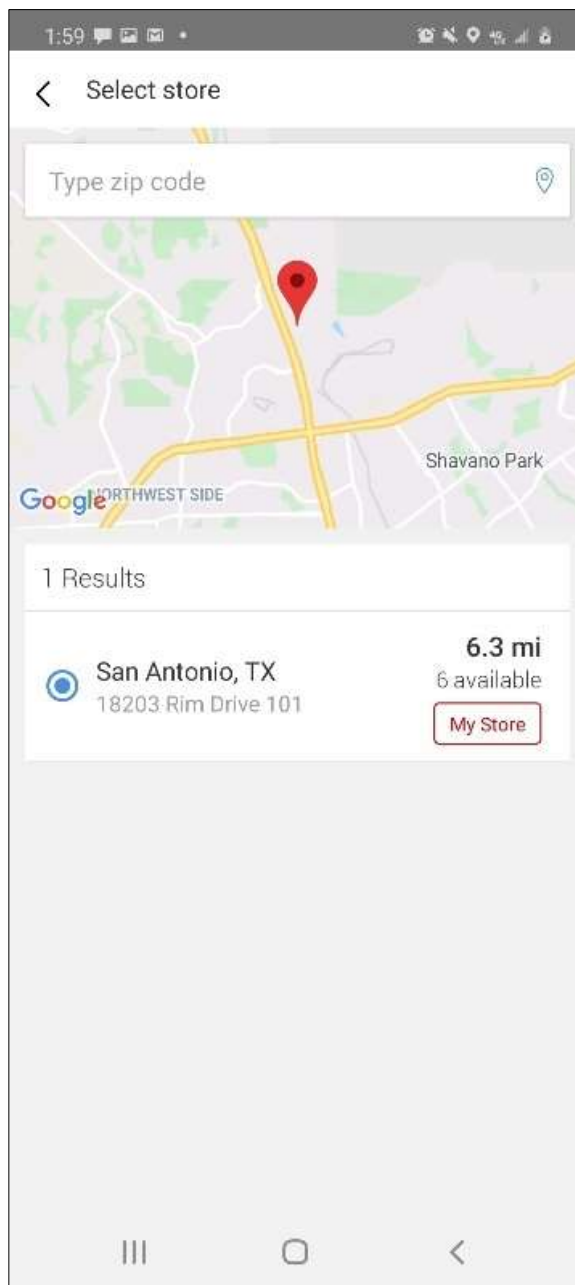 1:59
Select store
Type zip code
Shavano Park
NORTHWEST SIDE
Google
1 Results
San Antonio, TX
18203 Rim Drive 101
6.3 mi
6 available
My Store